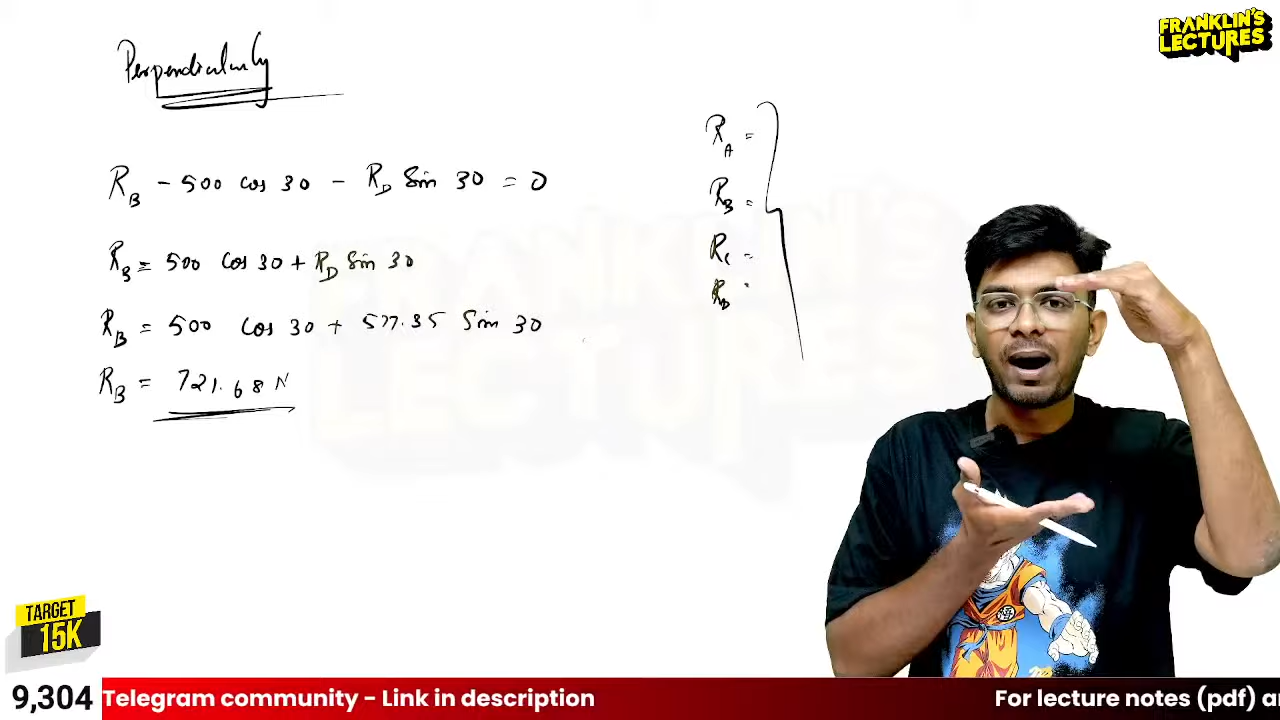 FRANKLIN'S
LECTURES
Perpendicularly
R_B - 500 cos 30 - R_D Sin 30 = 0
R_B = 500 cos 30 + R_D Sin 30
R_B = 500 cos 30 + 577.35 Sin 30
R_B = 721.68 N
R_A =
R_B =
R_C =
R_D =
FRANKLIN'S
LECTURES
TARGET
15K
9,304
Telegram community - Link in description
For lecture notes (pdf) a